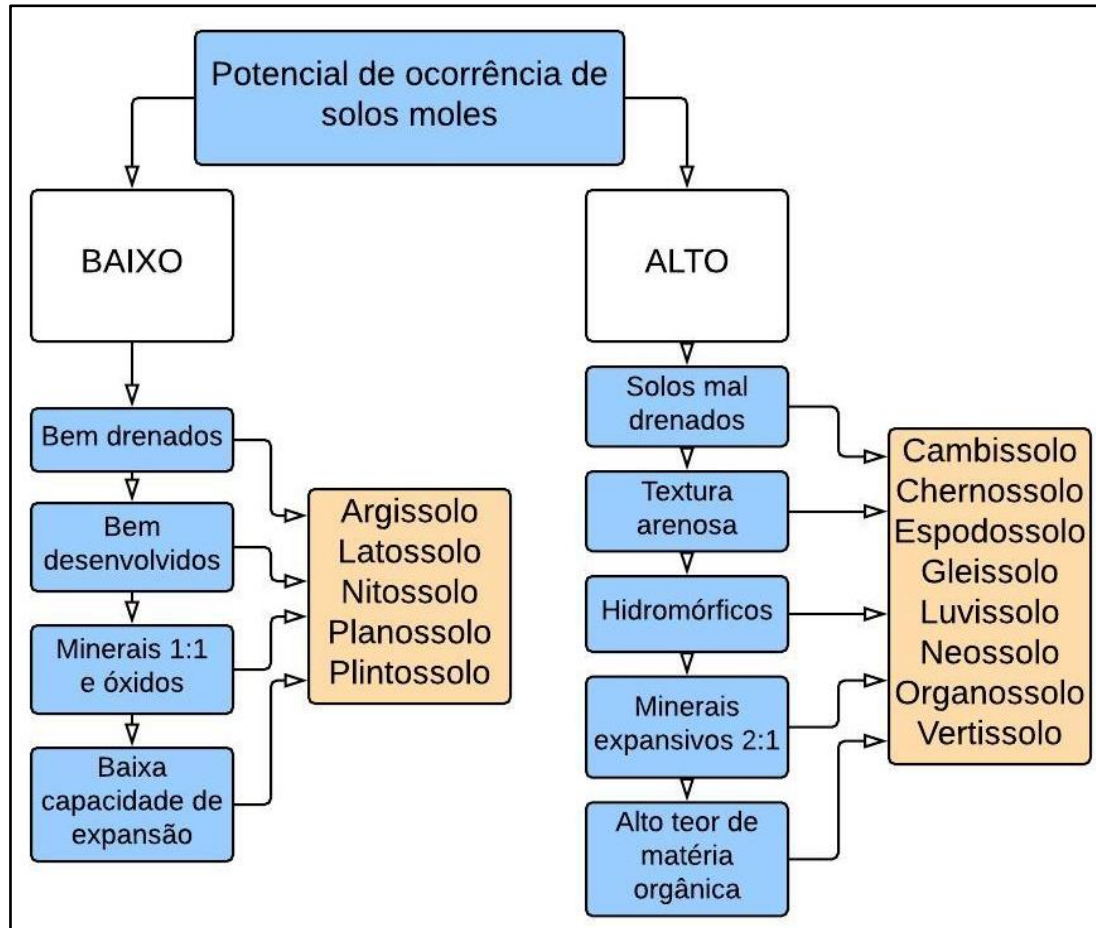 Potencial de ocorrência de
solos moles
BAIXO
Bem drenados
Bem
desenvolvidos
Minerais 1:1
e óxidos
Baixa
capacidade de
expansão
Argissolo
Latossolo
Nitossolo
Planossolo
Plintossolo
ALTO
Solos mal
drenados
Textura
arenosa
Hidromórficos
Minerais
expansivos 2:1
Alto teor de
matéria
orgânica
Cambissolo
Chernossolo
Espodossolo
Gleissolo
Luvissolo
Neossolo
Organossolo
Vertissolo